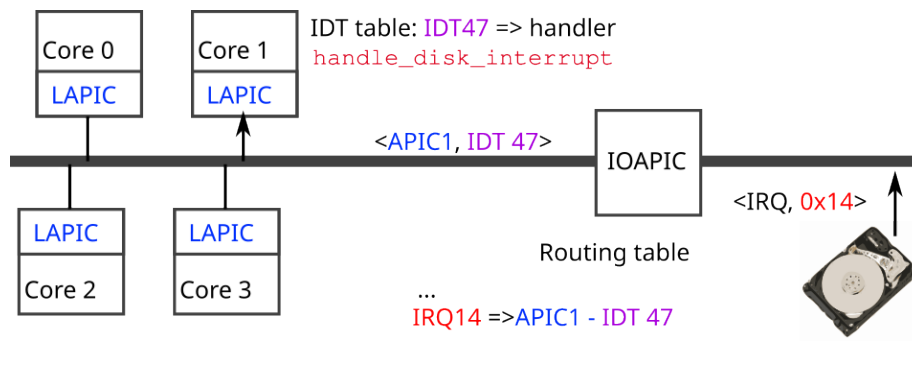 Core 0
LAPIC
Core 1
LAPIC
IDT table: IDT47 => handler
handle_disk_interrupt
<APIC1, IDT 47>
IOAPIC
<IRQ, 0x14>
LAPIC
Core 2
LAPIC
Core 3
Routing table
...
IRQ14 =>APIC1 - IDT 47